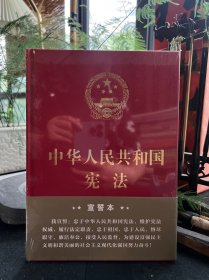 中华人民共和国
宪法
★★ 宣誓本 ★★
我宣誓：忠于中华人民共和国宪法，维护宪法
权威，履行法定职责，忠于祖国、忠于人民，恪尽
职守、廉洁奉公，接受人民监督，为建设富强民主
文明和谐美丽的社会主义现代化强国努力奋斗！